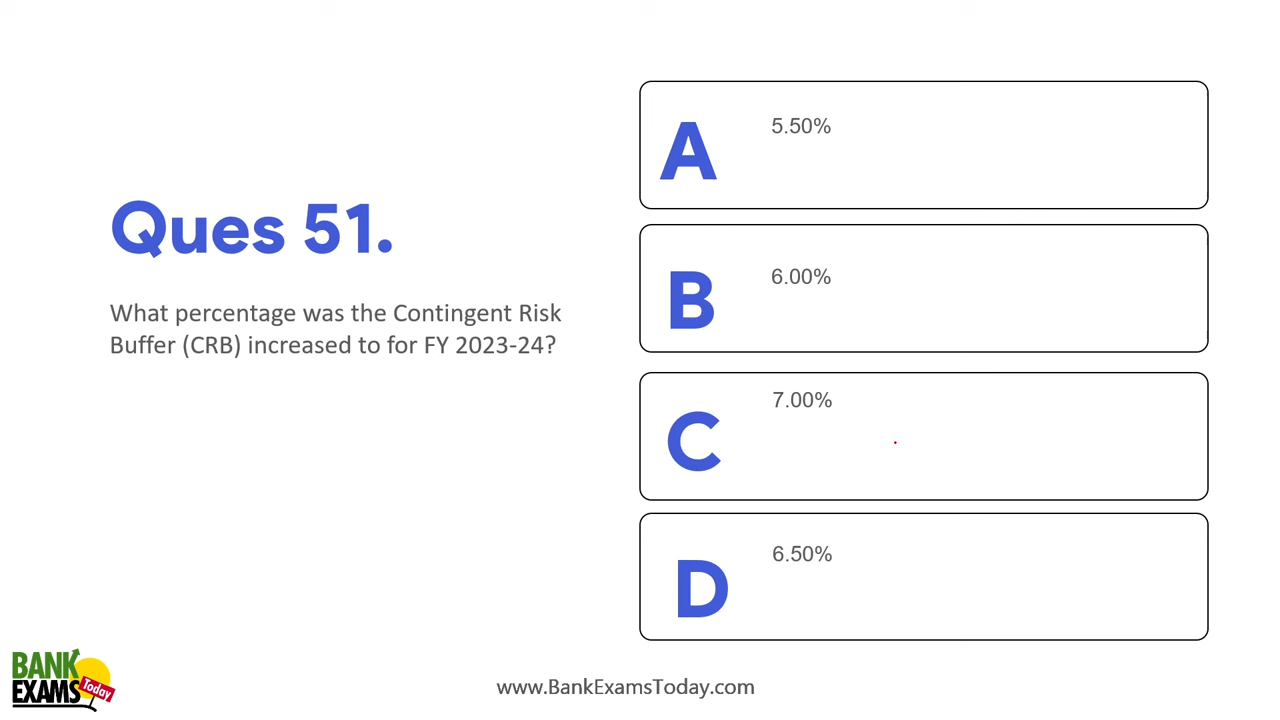 Ques 51.
What percentage was the Contingent Risk
Buffer (CRB) increased to for FY 2023-24?
A
5.50%
B
6.00%
C
7.00%
D
6.50%
BANK
EXAMS
Today
www.BankExamsToday.com